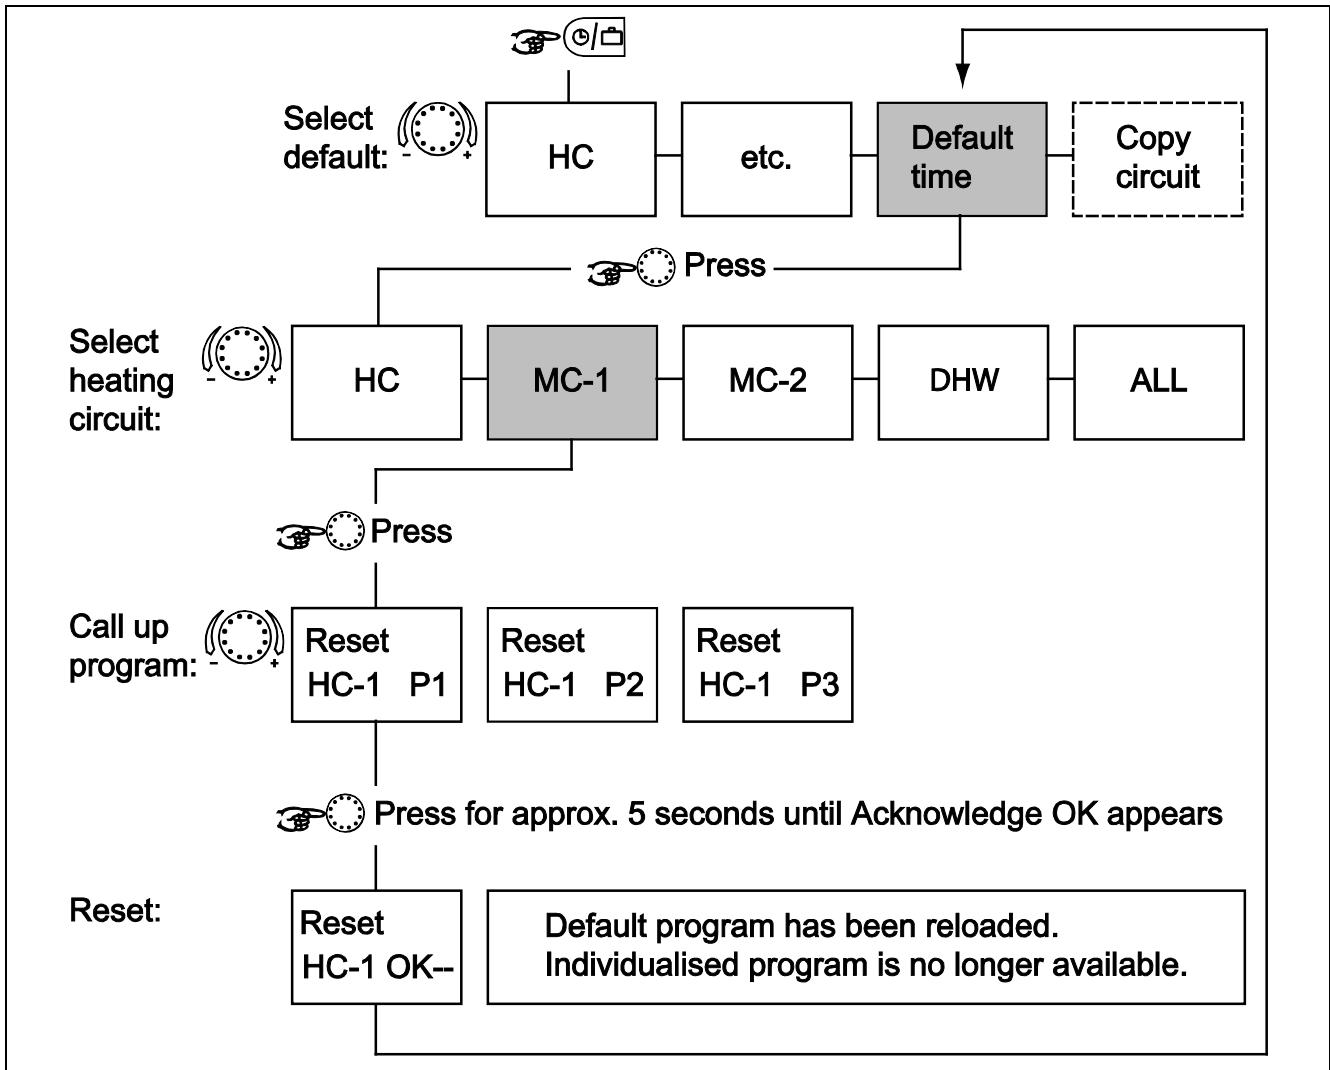 Select
default:
- +
HC
etc.
Default
time
Copy
circuit
Press
Select
heating
circuit:
- +
HC
MC-1
MC-2
DHW
ALL
Press
Call up
program:
- +
Reset
HC-1 P1
Reset
HC-1 P2
Reset
HC-1 P3
Press for approx. 5 seconds until Acknowledge OK appears
Reset:
Reset
HC-1 OK--
Default program has been reloaded.
Individualised program is no longer available.